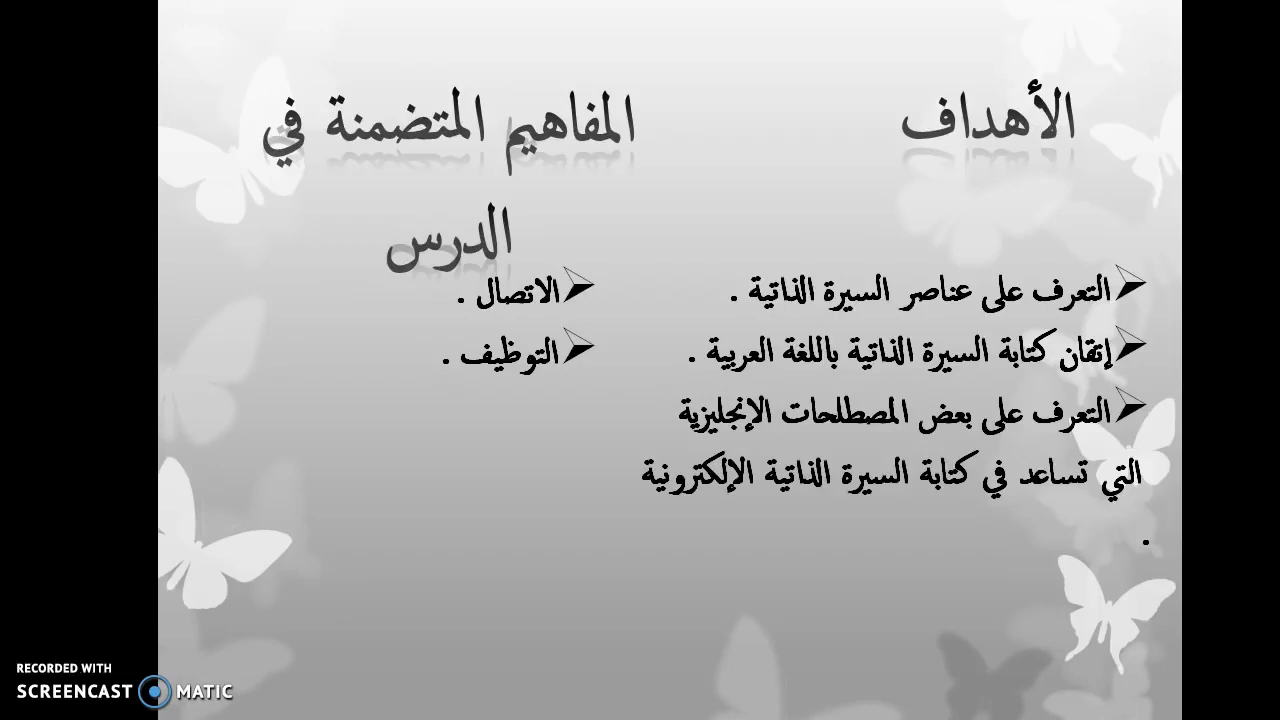 الأهداف
التعرف على عناصر السيرة الذاتية .
إتقان كتابة السيرة الذاتية باللغة العربية .
التعرف على بعض المصطلحات الإنجليزية
التي تساعد في كتابة السيرة الذاتية الإلكترونية
.
المفاهيم المتضمنة في
الدرس
الاتصال .
التوظيف .
RECORDED WITH
SCREENCAST MATIC